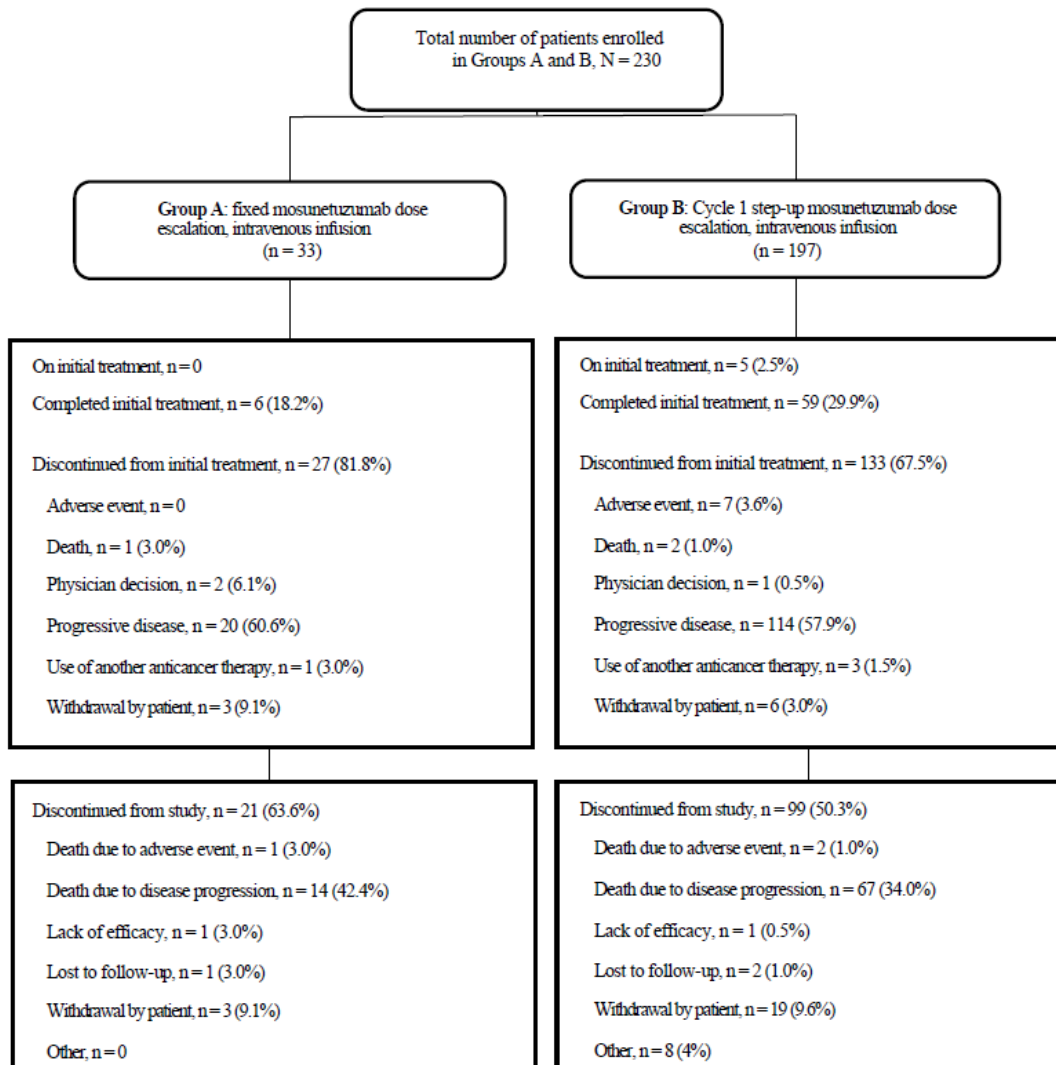 Total number of patients enrolled
in Groups A and B, N = 230
Group A: fixed mosunetuzumab dose
escalation, intravenous infusion
(n = 33)
Group B: Cycle 1 step-up mosunetuzumab dose
escalation, intravenous infusion
(n = 197)
On initial treatment, n = 0
Completed initial treatment, n = 6 (18.2%)
Discontinued from initial treatment, n = 27 (81.8%)
Adverse event, n = 0
Death, n = 1 (3.0%)
Physician decision, n = 2 (6.1%)
Progressive disease, n = 20 (60.6%)
Use of another anticancer therapy, n = 1 (3.0%)
Withdrawal by patient, n = 3 (9.1%)
On initial treatment, n = 5 (2.5%)
Completed initial treatment, n = 59 (29.9%)
Discontinued from initial treatment, n = 133 (67.5%)
Adverse event, n = 7 (3.6%)
Death, n = 2 (1.0%)
Physician decision, n = 1 (0.5%)
Progressive disease, n = 114 (57.9%)
Use of another anticancer therapy, n = 3 (1.5%)
Withdrawal by patient, n = 6 (3.0%)
Discontinued from study, n = 21 (63.6%)
Death due to adverse event, n = 1 (3.0%)
Death due to disease progression, n = 14 (42.4%)
Lack of efficacy, n = 1 (3.0%)
Lost to follow-up, n = 1 (3.0%)
Withdrawal by patient, n = 3 (9.1%)
Other, n = 0
Discontinued from study, n = 99 (50.3%)
Death due to adverse event, n = 2 (1.0%)
Death due to disease progression, n = 67 (34.0%)
Lack of efficacy, n = 1 (0.5%)
Lost to follow-up, n = 2 (1.0%)
Withdrawal by patient, n = 19 (9.6%)
Other, n = 8 (4%)